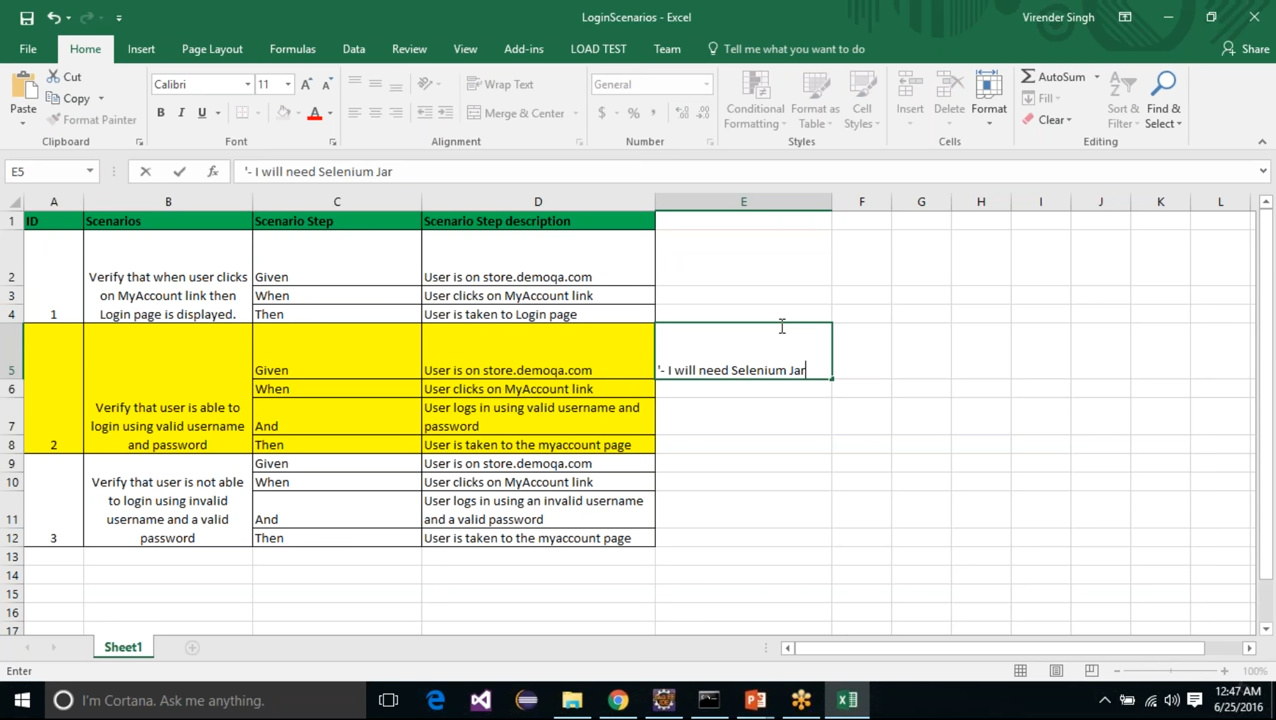 LoginScenarios - Excel
Virender Singh
File Home Insert Page Layout Formulas Data Review View Add-ins LOAD TEST Team Tell me what you want to do Share
Paste
Cut
Copy
Format Painter
Clipboard
Calibri 11
B I U
Font
Wrap Text
Merge & Center
Alignment
General
$ % ,
Number
Conditional Formatting
Format as Table
Cell Styles
Styles
Insert Delete Format
Cells
AutoSum
Fill
Clear
Sort & Filter
Find & Select
Editing
E5 fx '- I will need Selenium Jar
A B C D E F G H I J K L
1 ID Scenarios Scenario Step Scenario Step description
2 Given User is on store.demoqa.com
3 When User clicks on MyAccount link
4 1 Verify that when user clicks on MyAccount link then Login page is displayed. Then User is taken to Login page
5 Given User is on store.demoqa.com '- I will need Selenium Jar
6 When User clicks on MyAccount link
7 And User logs in using valid username and password
8 2 Verify that user is able to login using valid username and password Then User is taken to the myaccount page
9 Given User is on store.demoqa.com
10 When User clicks on MyAccount link
11 And User logs in using an invalid username and a valid password
12 3 Verify that user is not able to login using invalid username and a valid password Then User is taken to the myaccount page
13
14
15
16
17
Sheet1
Enter 100%
I'm Cortana. Ask me anything.
12:47 AM
6/25/2016